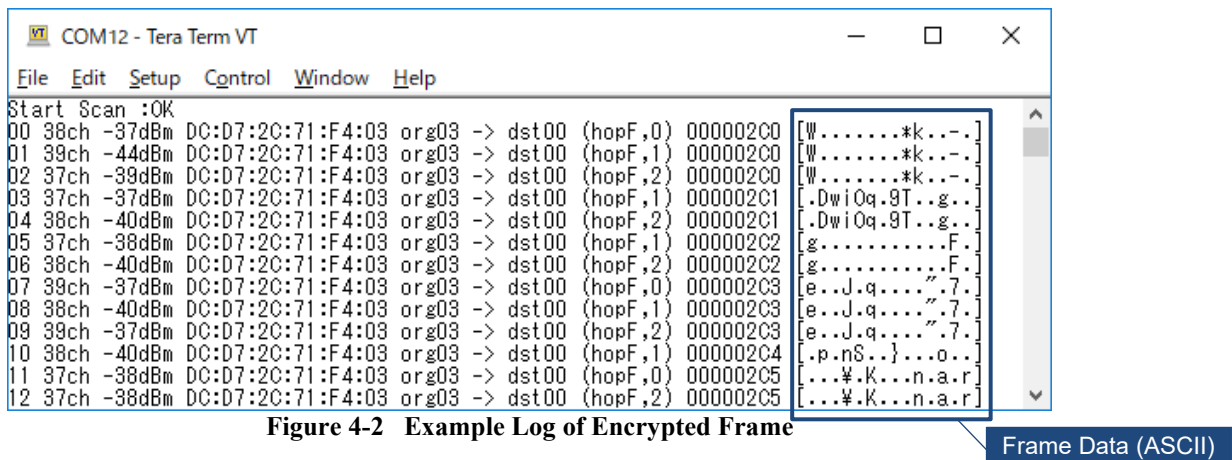 COM12 - Tera Term VT
File Edit Setup Control Window Help
Start Scan :OK
00 38ch -37dBm DC:D7:2C:71:F4:03 org03 -> dst00 (hopF,0) 000002C0 [W.......*k..-.]
01 39ch -44dBm DC:D7:2C:71:F4:03 org03 -> dst00 (hopF,1) 000002C0 [W.......*k..-.]
02 37ch -39dBm DC:D7:2C:71:F4:03 org03 -> dst00 (hopF,2) 000002C0 [W.......*k..-.]
03 37ch -38dBm DC:D7:2C:71:F4:03 org03 -> dst00 (hopF,1) 000002C1 [.DwiOq.9T..g..]
04 38ch -40dBm DC:D7:2C:71:F4:03 org03 -> dst00 (hopF,2) 000002C1 [.DwiOq.9T..g..]
05 37ch -38dBm DC:D7:2C:71:F4:03 org03 -> dst00 (hopF,1) 000002C2 [g...........F.]
06 38ch -40dBm DC:D7:2C:71:F4:03 org03 -> dst00 (hopF,2) 000002C2 [g...........F.]
07 39ch -37dBm DC:D7:2C:71:F4:03 org03 -> dst00 (hopF,0) 000002C3 [e..J.q....".7.]
08 38ch -40dBm DC:D7:2C:71:F4:03 org03 -> dst00 (hopF,1) 000002C3 [e..J.q....".7.]
09 39ch -37dBm DC:D7:2C:71:F4:03 org03 -> dst00 (hopF,2) 000002C3 [e..J.q....".7.]
10 38ch -40dBm DC:D7:2C:71:F4:03 org03 -> dst00 (hopF,1) 000002C4 [.p.nS..}...o..]
11 37ch -38dBm DC:D7:2C:71:F4:03 org03 -> dst00 (hopF,0) 000002C5 [...¥.K...n.a.r]
12 37ch -38dBm DC:D7:2C:71:F4:03 org03 -> dst00 (hopF,2) 000002C5 [...¥.K...n.a.r]
Figure 4-2 Example Log of Encrypted Frame
Frame Data (ASCII)